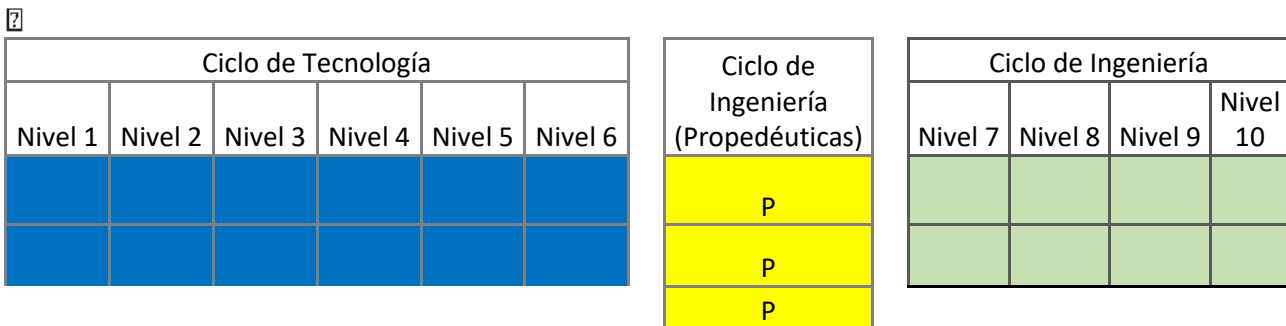 Ciclo de Tecnología
Nivel 1 Nivel 2 Nivel 3 Nivel 4 Nivel 5 Nivel 6
Ciclo de
Ingeniería
(Propedéuticas)
P
P
P
Ciclo de Ingeniería
Nivel 7 Nivel 8 Nivel 9 Nivel
10